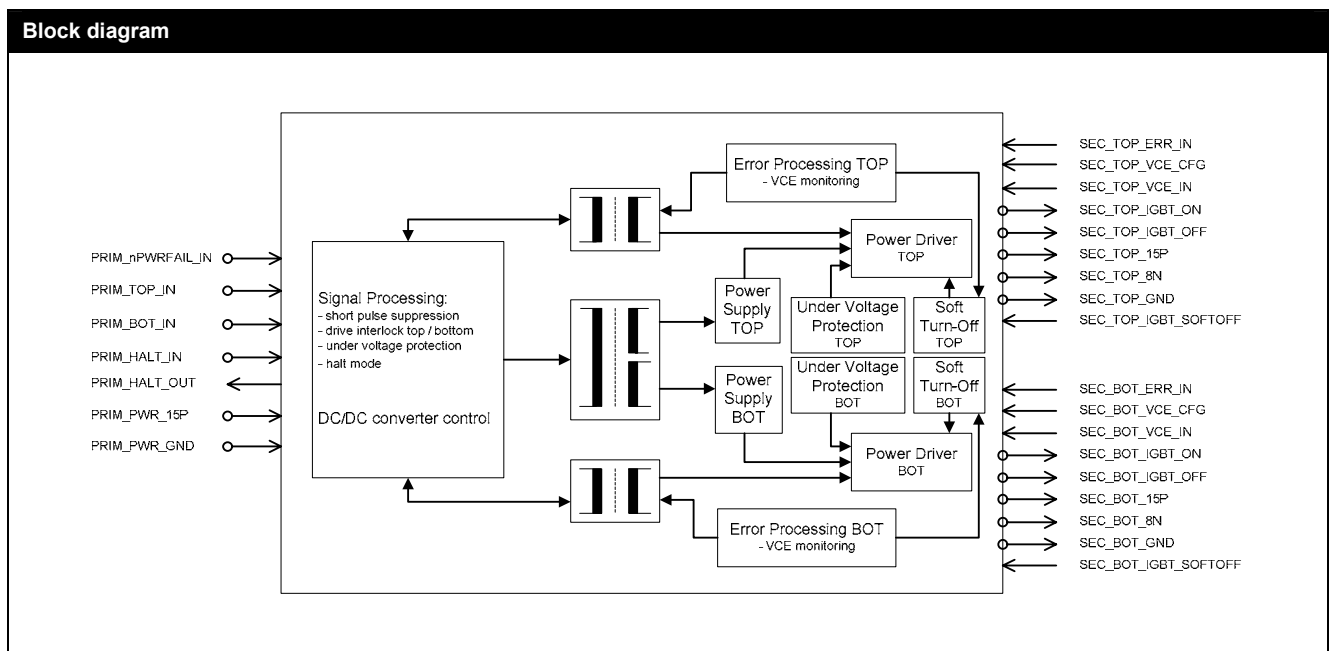 Block diagram
PRIM_nPWRFAIL_IN
PRIM_TOP_IN
PRIM_BOT_IN
PRIM_HALT_IN
PRIM_HALT_OUT
PRIM_PWR_15P
PRIM_PWR_GND
Signal Processing:
- short pulse suppression
- drive interlock top / bottom
- under voltage protection
- halt mode
DC/DC converter control
Error Processing TOP
- VCE monitoring
Power Driver
TOP
Power
Supply
TOP
Under Voltage
Protection
TOP
Soft
Turn-Off
TOP
Power
Supply
BOT
Under Voltage
Protection
BOT
Soft
Turn-Off
BOT
Power Driver
BOT
Error Processing BOT
- VCE monitoring
SEC_TOP_ERR_IN
SEC_TOP_VCE_CFG
SEC_TOP_VCE_IN
SEC_TOP_IGBT_ON
SEC_TOP_IGBT_OFF
SEC_TOP_15P
SEC_TOP_8N
SEC_TOP_GND
SEC_TOP_IGBT_SOFTOFF
SEC_BOT_ERR_IN
SEC_BOT_VCE_CFG
SEC_BOT_VCE_IN
SEC_BOT_IGBT_ON
SEC_BOT_IGBT_OFF
SEC_BOT_15P
SEC_BOT_8N
SEC_BOT_GND
SEC_BOT_IGBT_SOFTOFF